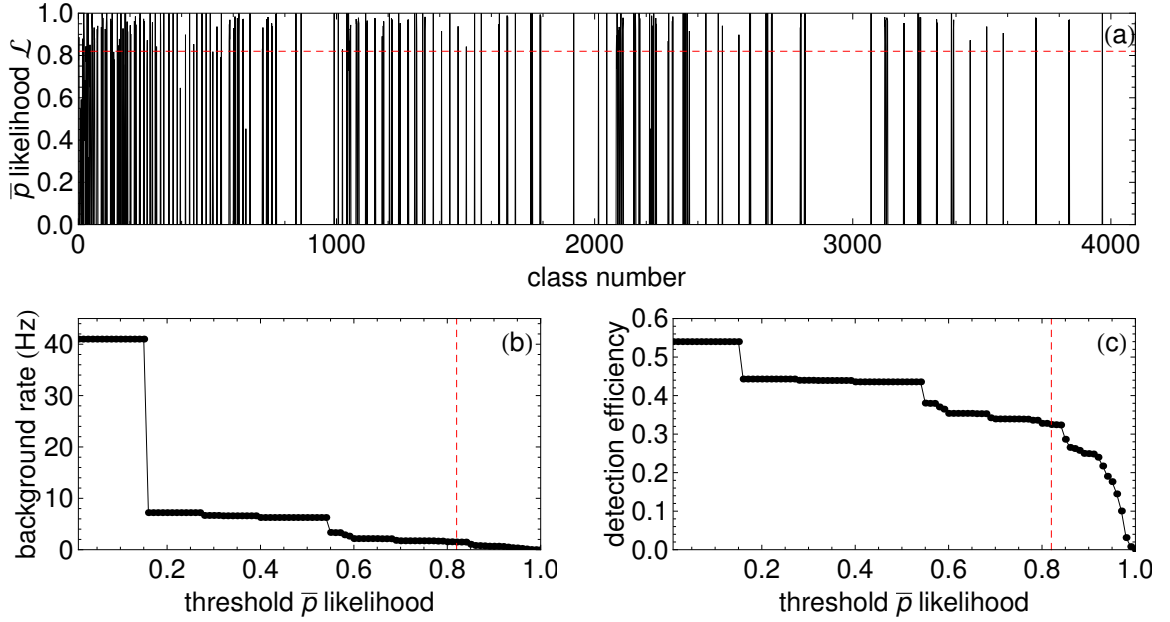 (a)
p̅ likelihood ℒ
1.0
0.8
0.6
0.4
0.2
0.0
0 1000 2000 3000 4000
class number
(b)
background rate (Hz)
40
30
20
10
0
0.2 0.4 0.6 0.8 1.0
threshold p̅ likelihood
(c)
detection efficiency
0.6
0.5
0.4
0.3
0.2
0.1
0.0
0.2 0.4 0.6 0.8 1.0
threshold p̅ likelihood